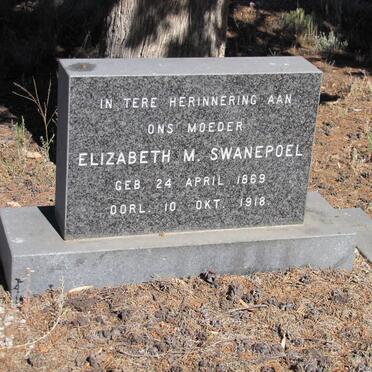 IN TERE HERINNERING AAN
ONS MOEDER
ELIZABETH M. SWANEPOEL
GEB. 24 APRIL 1869
OORL. 10. OKT. 1918.